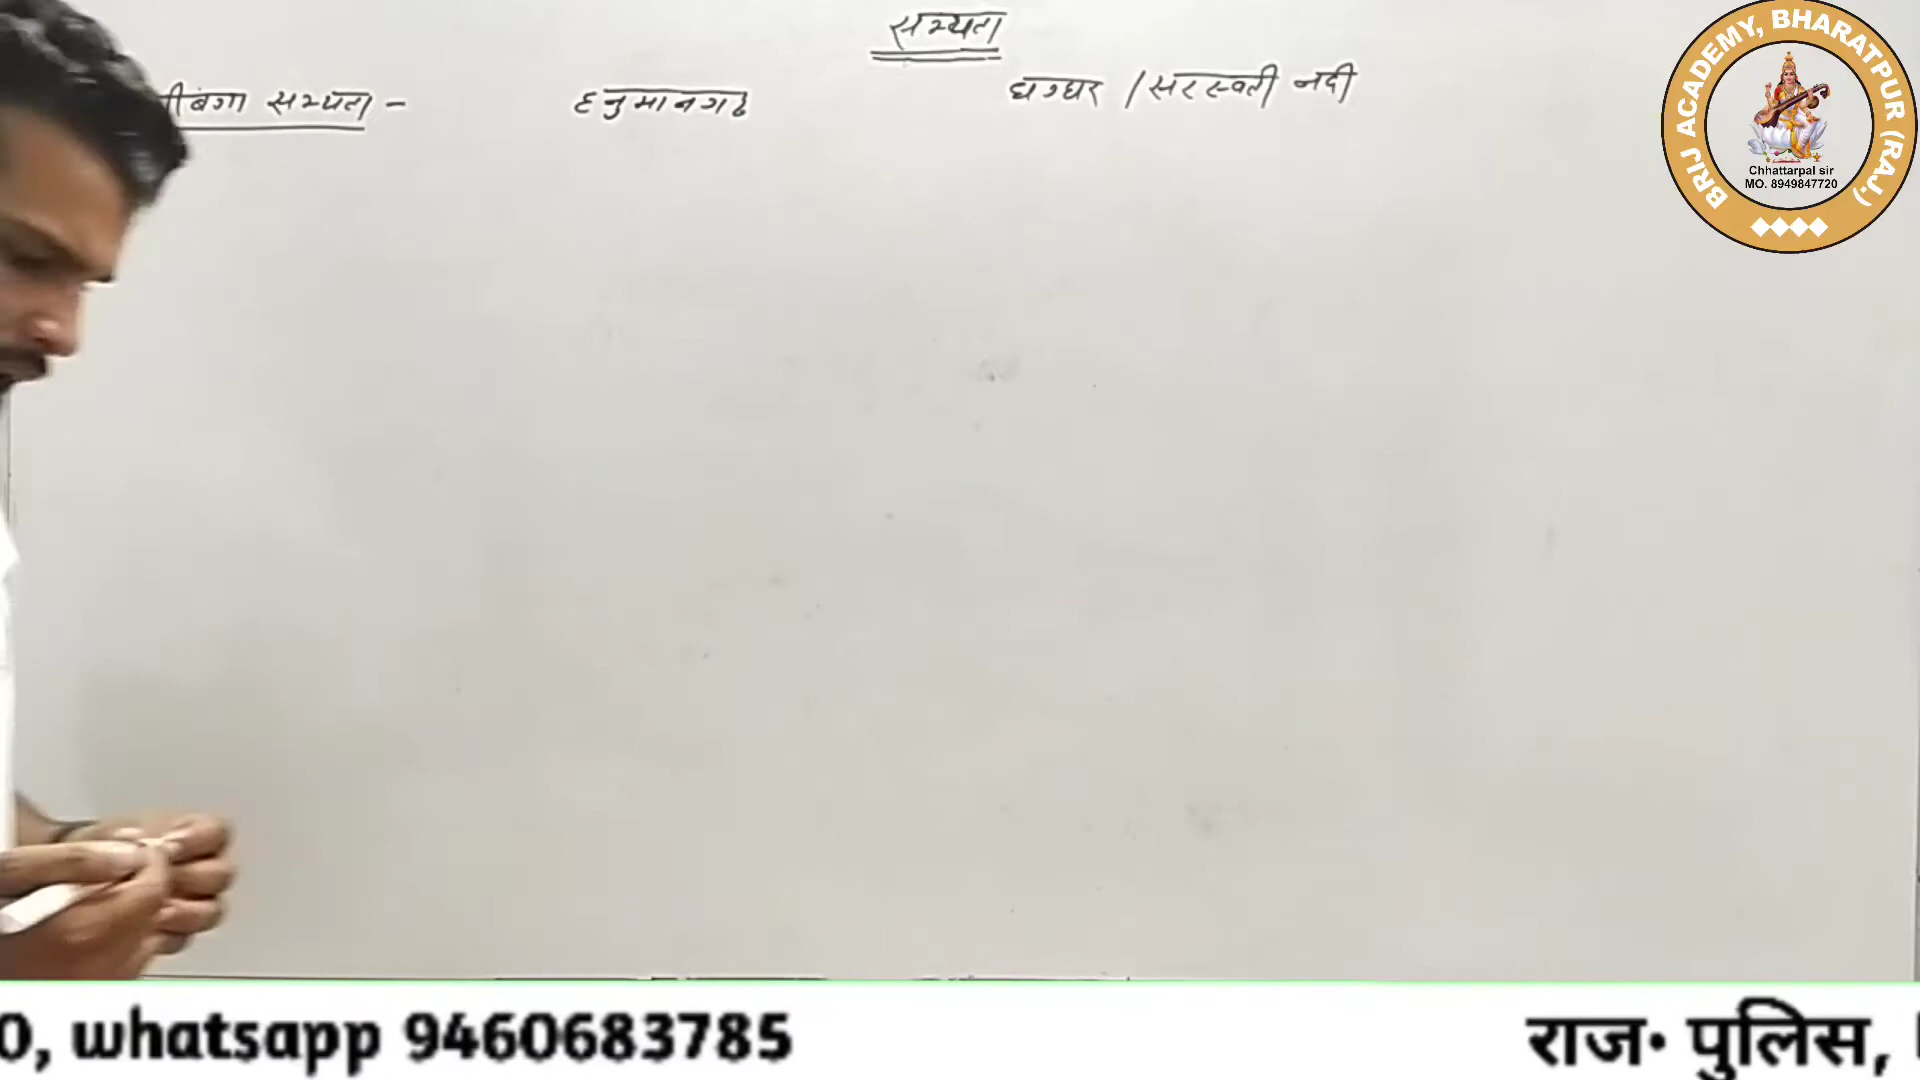 सभ्यता
सभ्यता - हनुमानगढ घग्घर / सरस्वती नदी
BRIJ ACADEMY, BHARATPUR (RAJ.)
Chhattarpal sir
MO. 8949847720
0, whatsapp 9460683785 राज॰ पुलिस,